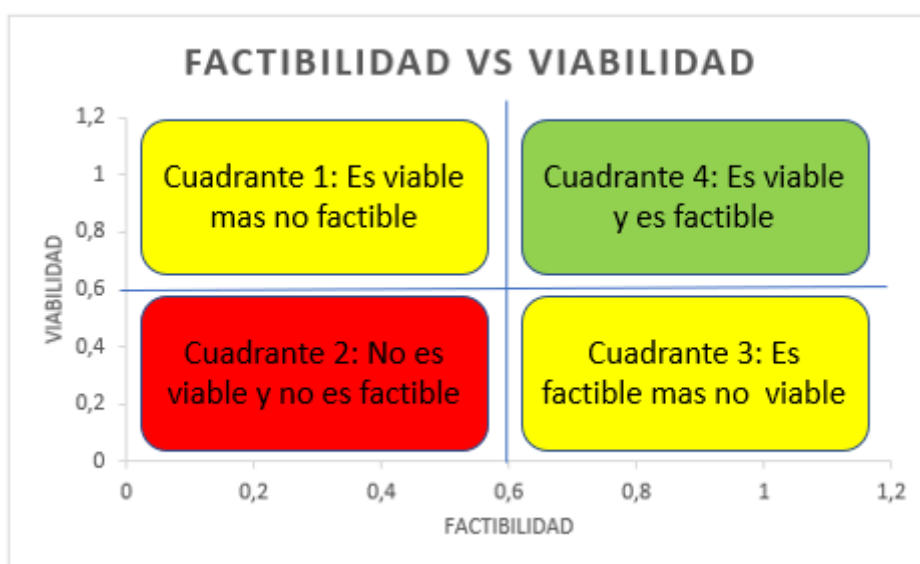 FACTIBILIDAD VS VIABILIDAD
1,2
1
0,8
0,6
0,4
0,2
0
VIABILIDAD
Cuadrante 1: Es viable
mas no factible
Cuadrante 4: Es viable
y es factible
Cuadrante 2: No es
viable y no es factible
Cuadrante 3: Es
factible mas no viable
0 0,2 0,4 0,6 0,8 1 1,2
FACTIBILIDAD